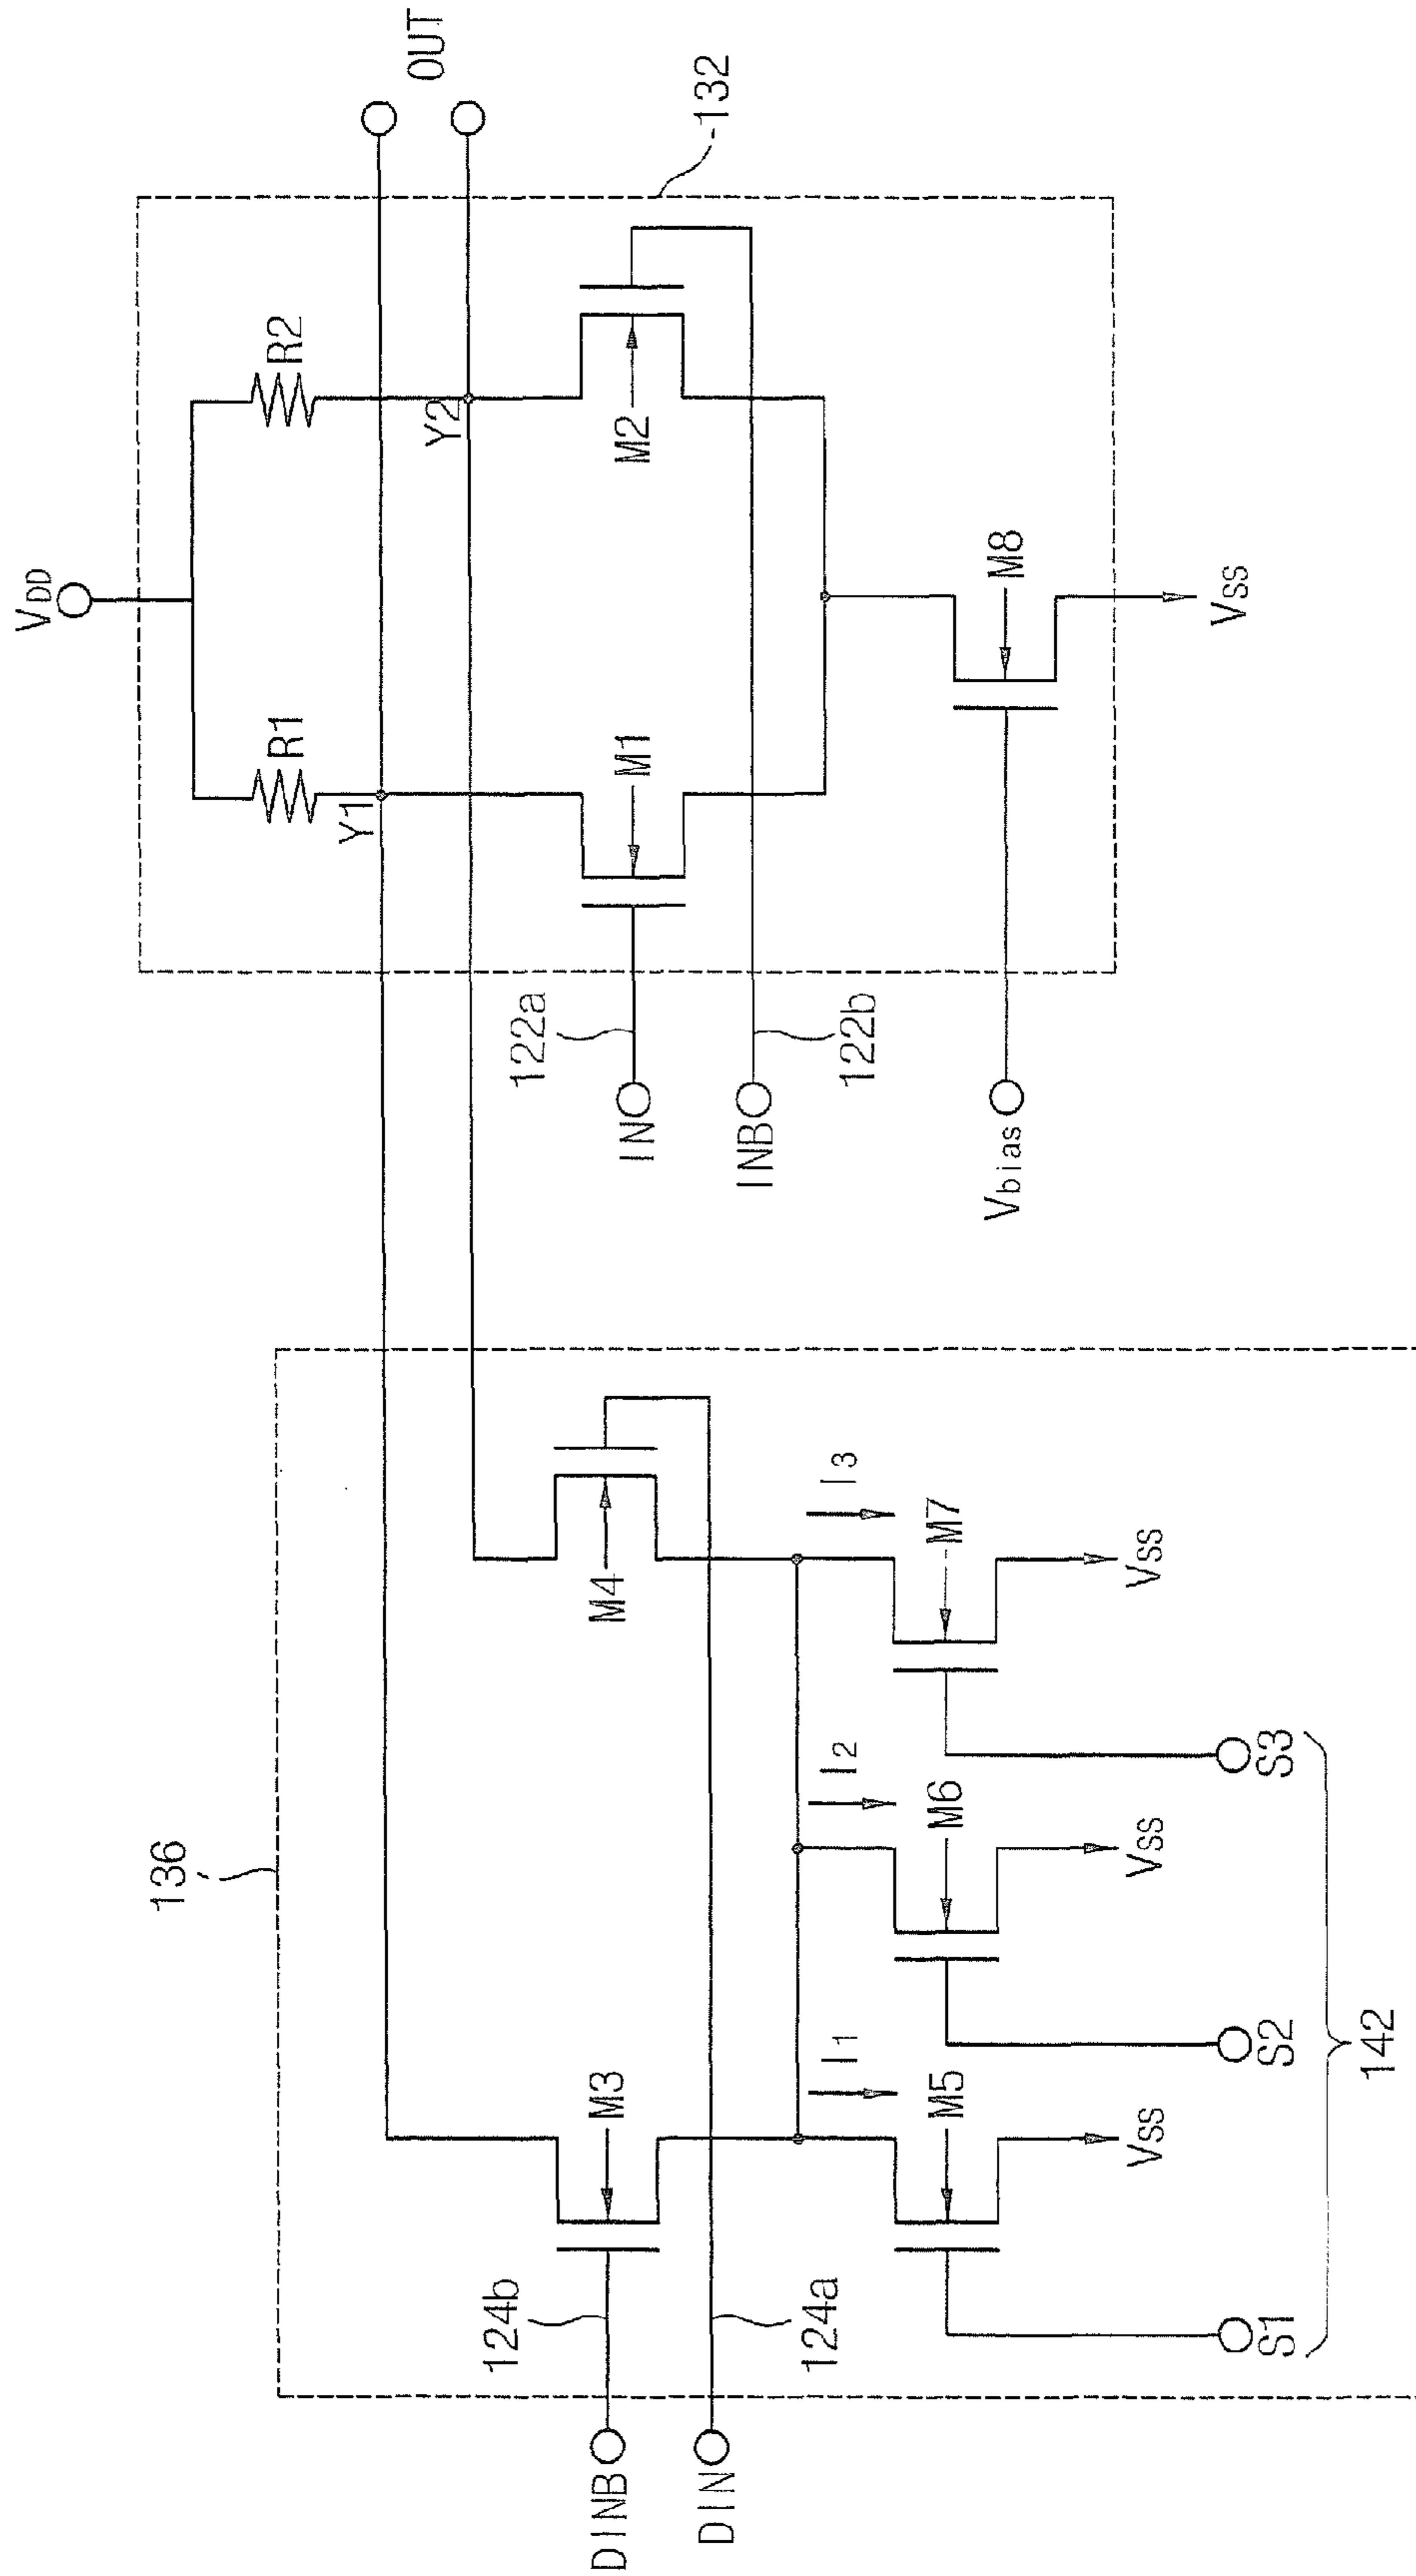 VDD
OUT
132
R1
R2
Y1
Y2
M1
M2
122a
IN
INB
122b
M8
Vbias
VSS
136
M3
M4
124b
DINB
DIN
124a
I1
I2
I3
M5
M6
M7
VSS
VSS
VSS
S1
S2
S3
142